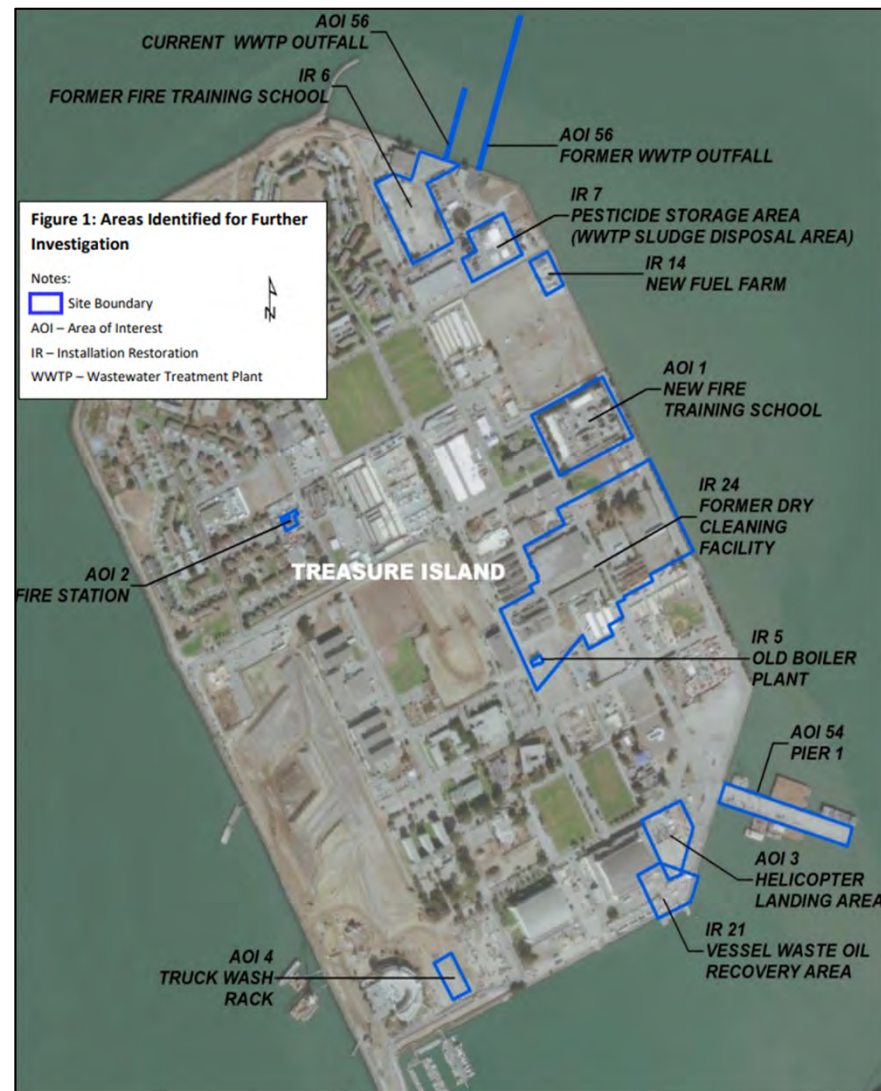 AOI 56
CURRENT WWTP OUTFALL
IR 6
FORMER FIRE TRAINING SCHOOL
AOI 56
FORMER WWTP OUTFALL
IR 7
PESTICIDE STORAGE AREA
(WWTP SLUDGE DISPOSAL AREA)
IR 14
NEW FUEL FARM
Figure 1: Areas Identified for Further
Investigation
Notes:
Site Boundary
AOI – Area of Interest
IR – Installation Restoration
WWTP – Wastewater Treatment Plant
N
AOI 1
NEW FIRE
TRAINING SCHOOL
IR 24
FORMER DRY
CLEANING
FACILITY
AOI 2
FIRE STATION
TREASURE ISLAND
IR 5
OLD BOILER
PLANT
AOI 54
PIER 1
AOI 3
HELICOPTER
LANDING AREA
IR 21
VESSEL WASTE OIL
RECOVERY AREA
AOI 4
TRUCK WASH
RACK